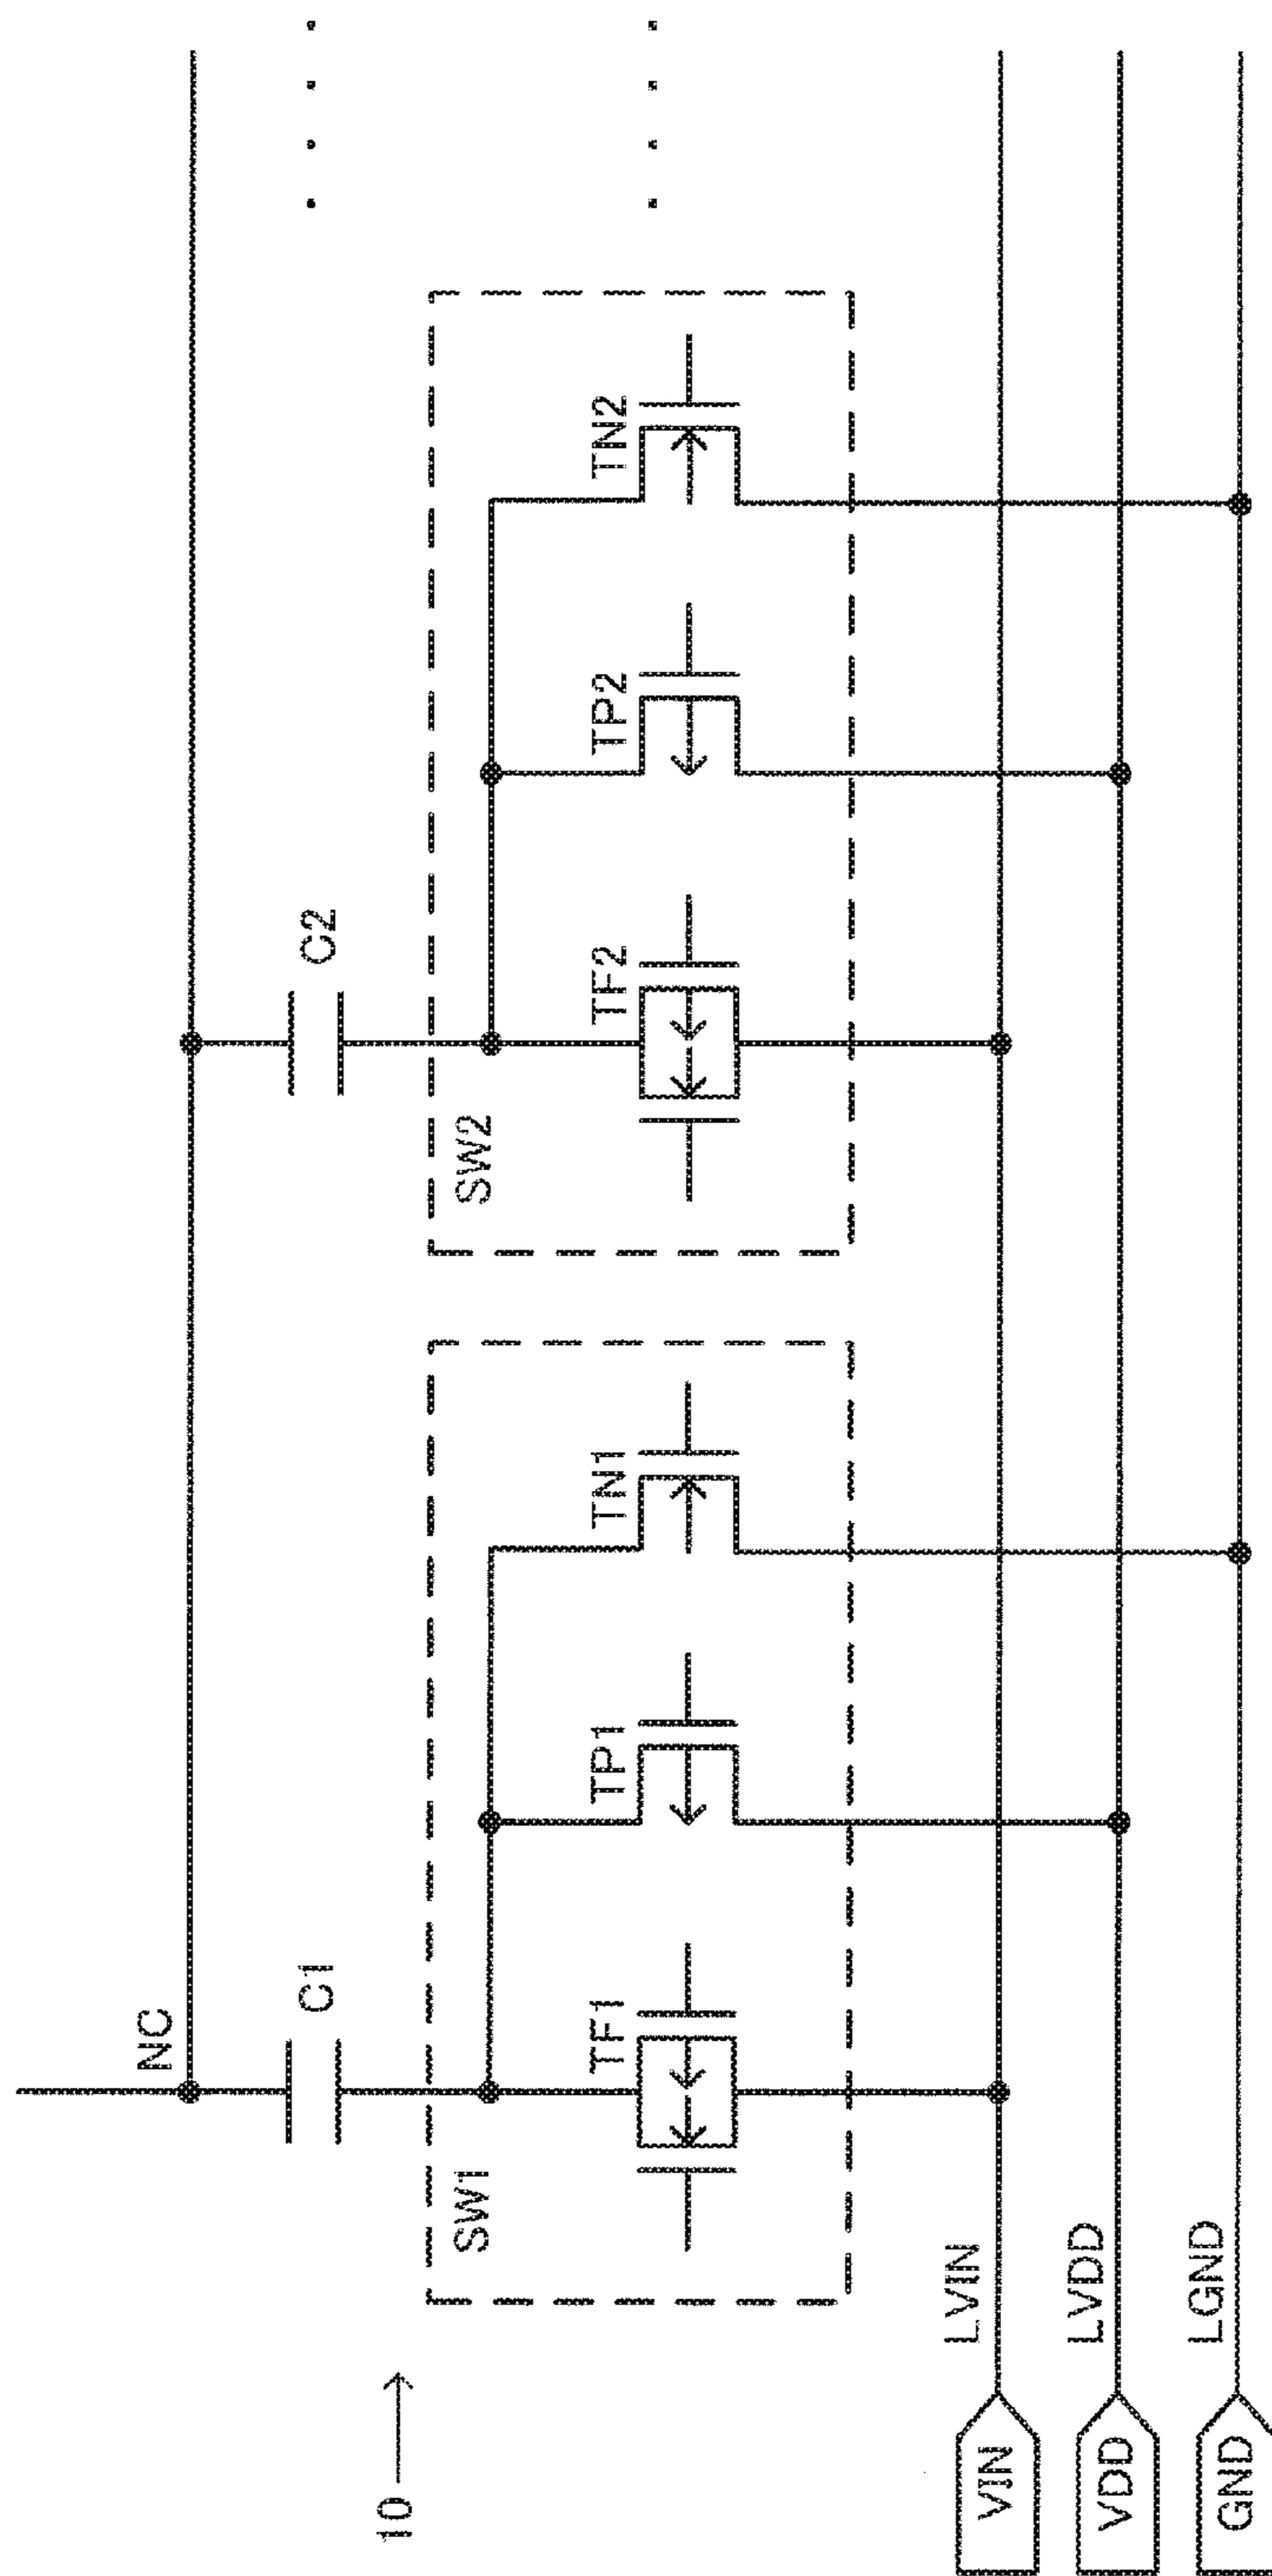 NC
C1
C2
10
SW1
TF1
TP1
TN1
SW2
TF2
TP2
TN2
VIN
LVIN
VDD
LVDD
GND
LGND